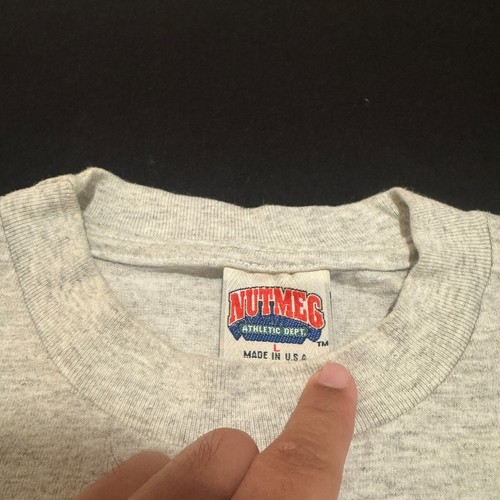 NUTMEG
ATHLETIC DEPT.
L
TM
MADE IN U.S.A